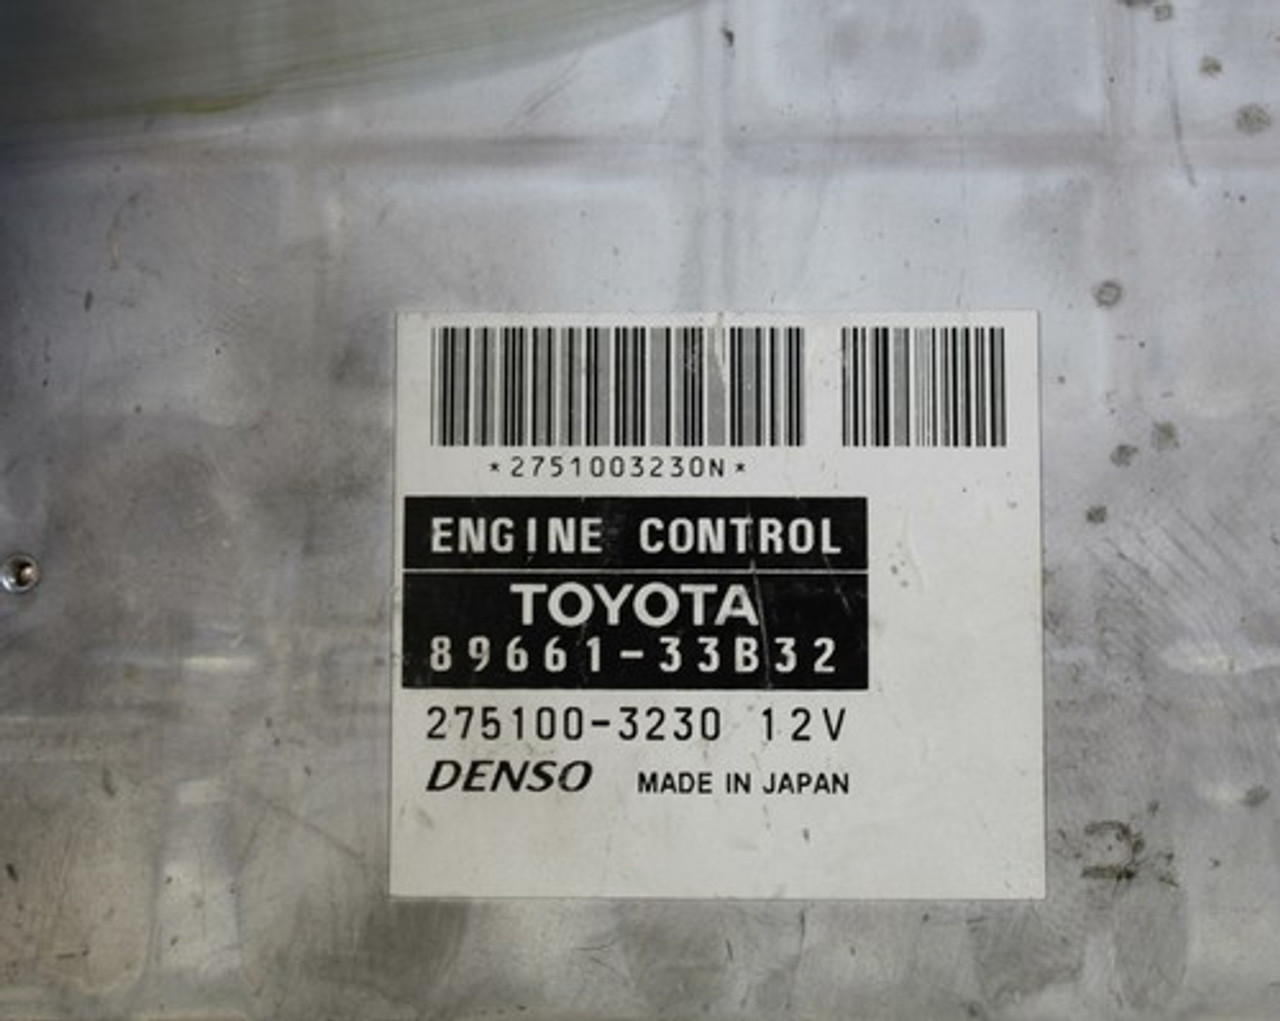 *2751003230N*
ENGINE CONTROL
TOYOTA
89661-33B32
275100-3230 12V
DENSO MADE IN JAPAN